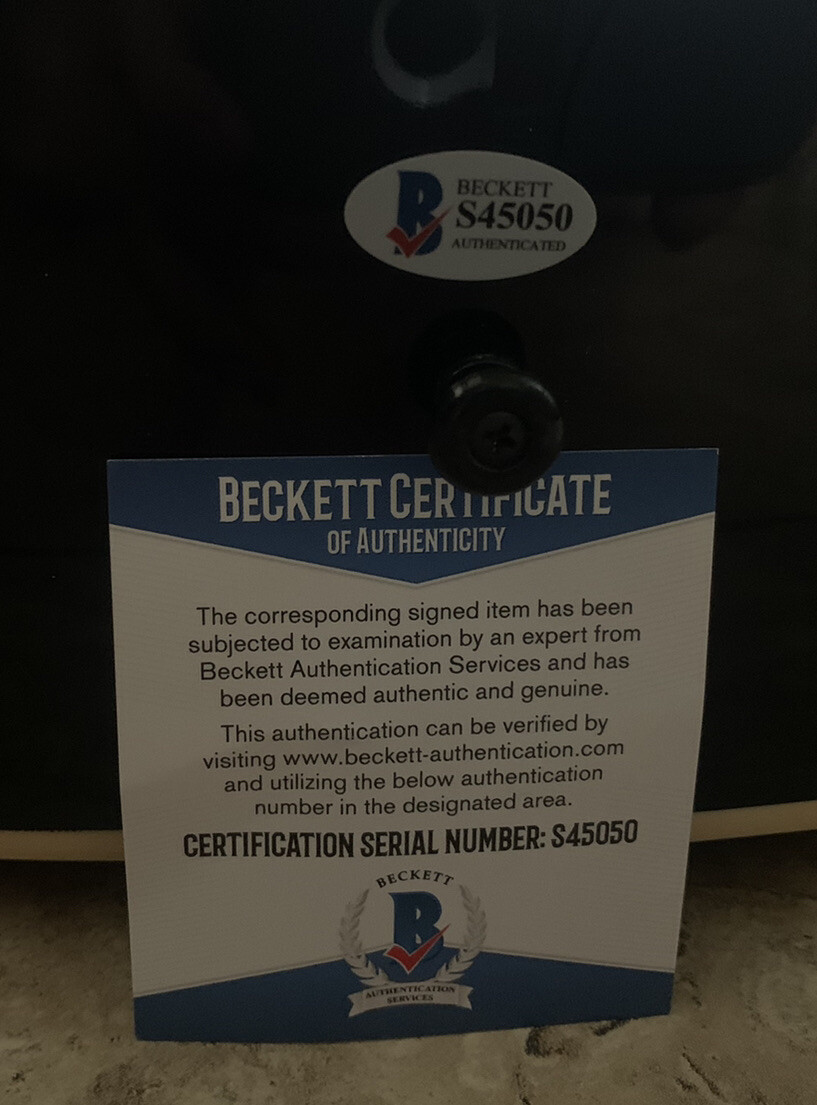 BECKETT
S45050
AUTHENTICATED
BECKETT CERTIFICATE
OF AUTHENTICITY
The corresponding signed item has been
subjected to examination by an expert from
Beckett Authentication Services and has
been deemed authentic and genuine.
This authentication can be verified by
visiting www.beckett-authentication.com
and utilizing the below authentication
number in the designated area.
CERTIFICATION SERIAL NUMBER: S45050
BECKETT
B
AUTHENTICATION
SERVICES